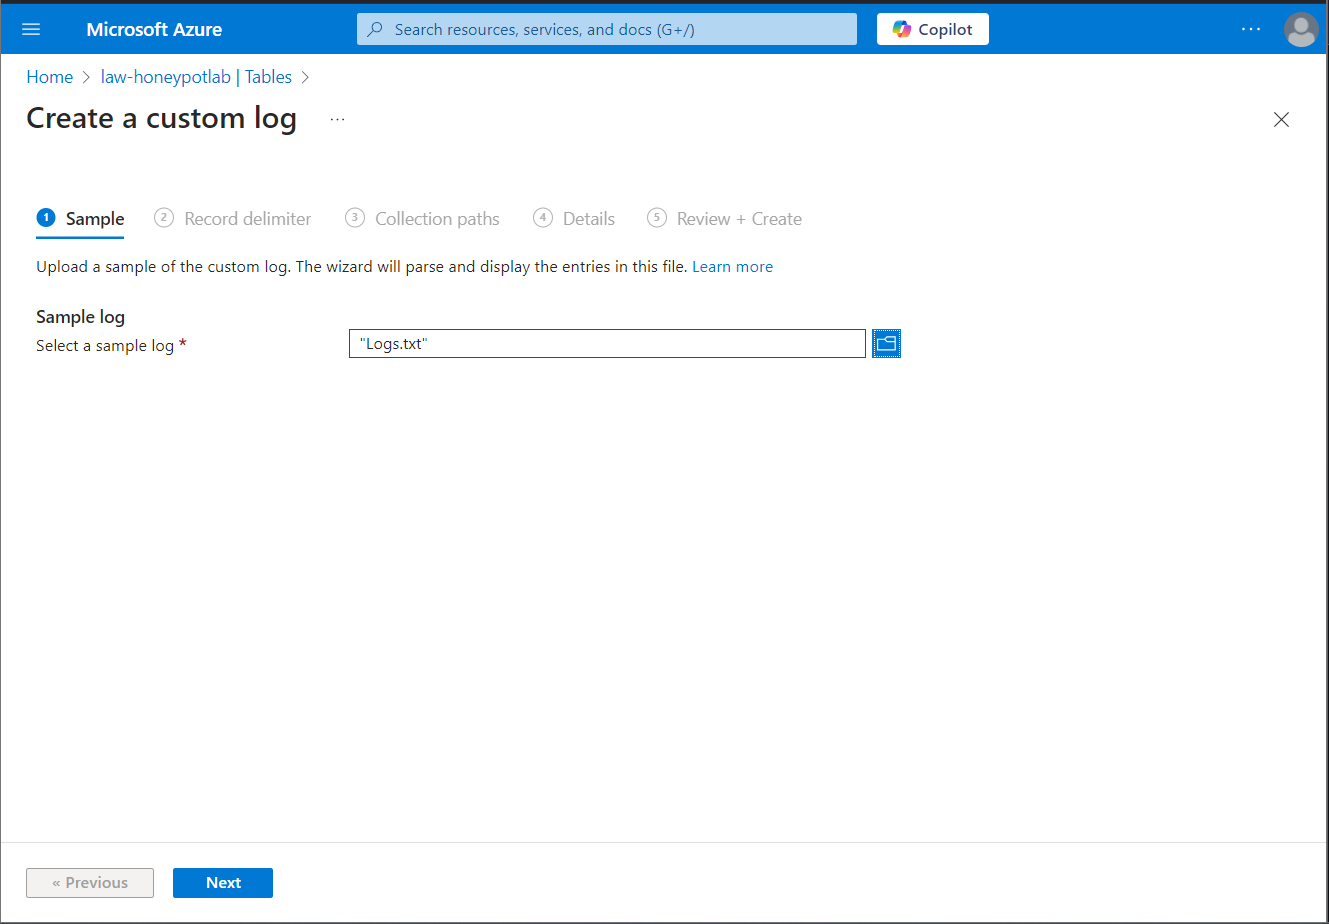 Microsoft Azure
Search resources, services, and docs (G+/)
Copilot
...
Home > law-honeypotlab | Tables >
Create a custom log ...
1 Sample 2 Record delimiter 3 Collection paths 4 Details 5 Review + Create
Upload a sample of the custom log. The wizard will parse and display the entries in this file. Learn more
Sample log
Select a sample log *
"Logs.txt"
« Previous
Next